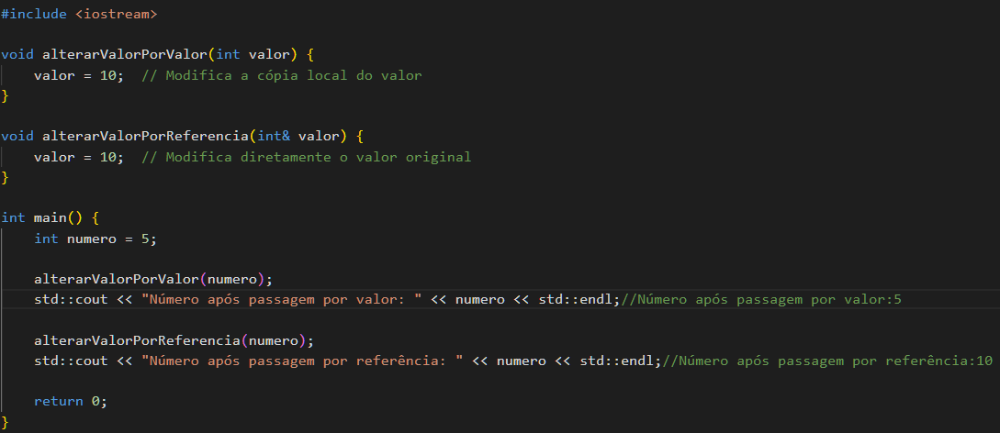 #include <iostream>
void alterarValorPorValor(int valor) {
    valor = 10;  // Modifica a cópia local do valor
}
void alterarValorPorReferencia(int& valor) {
    valor = 10;  // Modifica diretamente o valor original
}
int main() {
    int numero = 5;
    alterarValorPorValor(numero);
    std::cout << "Número após passagem por valor: " << numero << std::endl;//Número após passagem por valor:5
    alterarValorPorReferencia(numero);
    std::cout << "Número após passagem por referência: " << numero << std::endl;//Número após passagem por referência:10
    return 0;
}